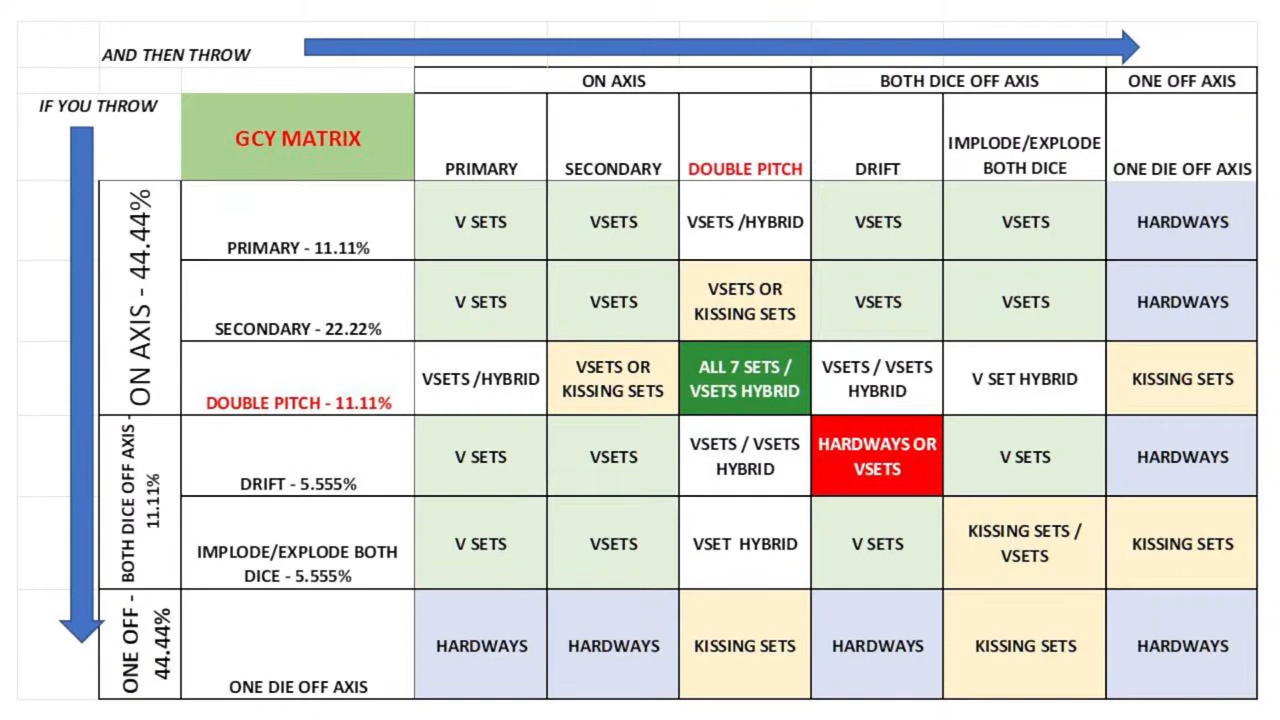 AND THEN THROW
IF YOU THROW
GCY MATRIX
ON AXIS
BOTH DICE OFF AXIS
ONE OFF AXIS
PRIMARY
SECONDARY
DOUBLE PITCH
DRIFT
IMPLODE/EXPLODE
BOTH DICE
ONE DIE OFF AXIS
ON AXIS - 44.44%
PRIMARY - 11.11%
V SETS
VSETS
VSETS /HYBRID
VSETS
VSETS
HARDWAYS
SECONDARY - 22.22%
V SETS
VSETS
VSETS OR
KISSING SETS
VSETS
VSETS
HARDWAYS
DOUBLE PITCH - 11.11%
VSETS /HYBRID
VSETS OR
KISSING SETS
ALL 7 SETS /
VSETS HYBRID
VSETS / VSETS
HYBRID
V SET HYBRID
KISSING SETS
BOTH DICE OFF AXIS -
11.11%
DRIFT - 5.555%
V SETS
VSETS
VSETS / VSETS
HYBRID
HARDWAYS OR
VSETS
V SETS
HARDWAYS
IMPLODE/EXPLODE BOTH
DICE - 5.555%
V SETS
VSETS
VSET HYBRID
V SETS
KISSING SETS /
VSETS
KISSING SETS
ONE OFF -
44.44%
ONE DIE OFF AXIS
HARDWAYS
HARDWAYS
KISSING SETS
HARDWAYS
KISSING SETS
HARDWAYS